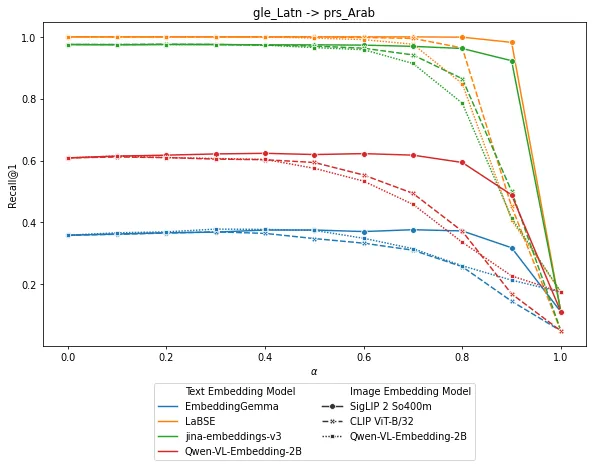 gle_Latn -> prs_Arab
Recall@1
1.0
0.8
0.6
0.4
0.2
0.0 0.2 0.4 0.6 0.8 1.0
α
Text Embedding Model
EmbeddingGemma
LaBSE
jina-embeddings-v3
Qwen-VL-Embedding-2B
Image Embedding Model
SigLIP 2 So400m
CLIP ViT-B/32
Qwen-VL-Embedding-2B